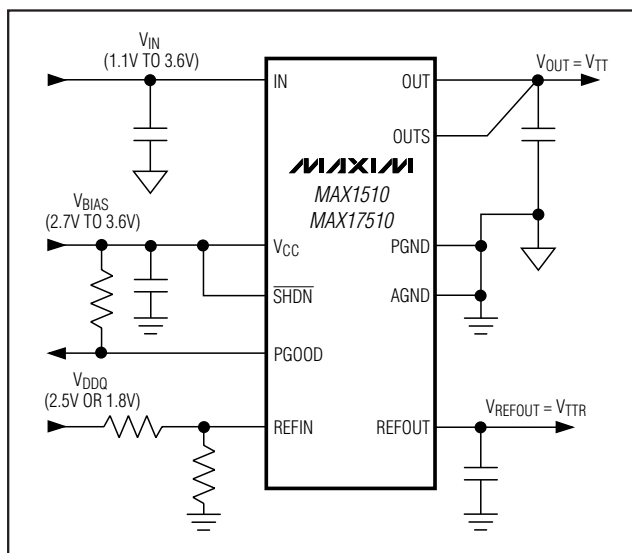 VIN
(1.1V TO 3.6V)
IN
OUT
VOUT = VTT
OUTS
MAXIM
MAX1510
MAX17510
VBIAS
(2.7V TO 3.6V)
VCC
PGND
SHDN
AGND
PGOOD
VDDQ
(2.5V OR 1.8V)
REFIN
REFOUT
VREFOUT = VTTR